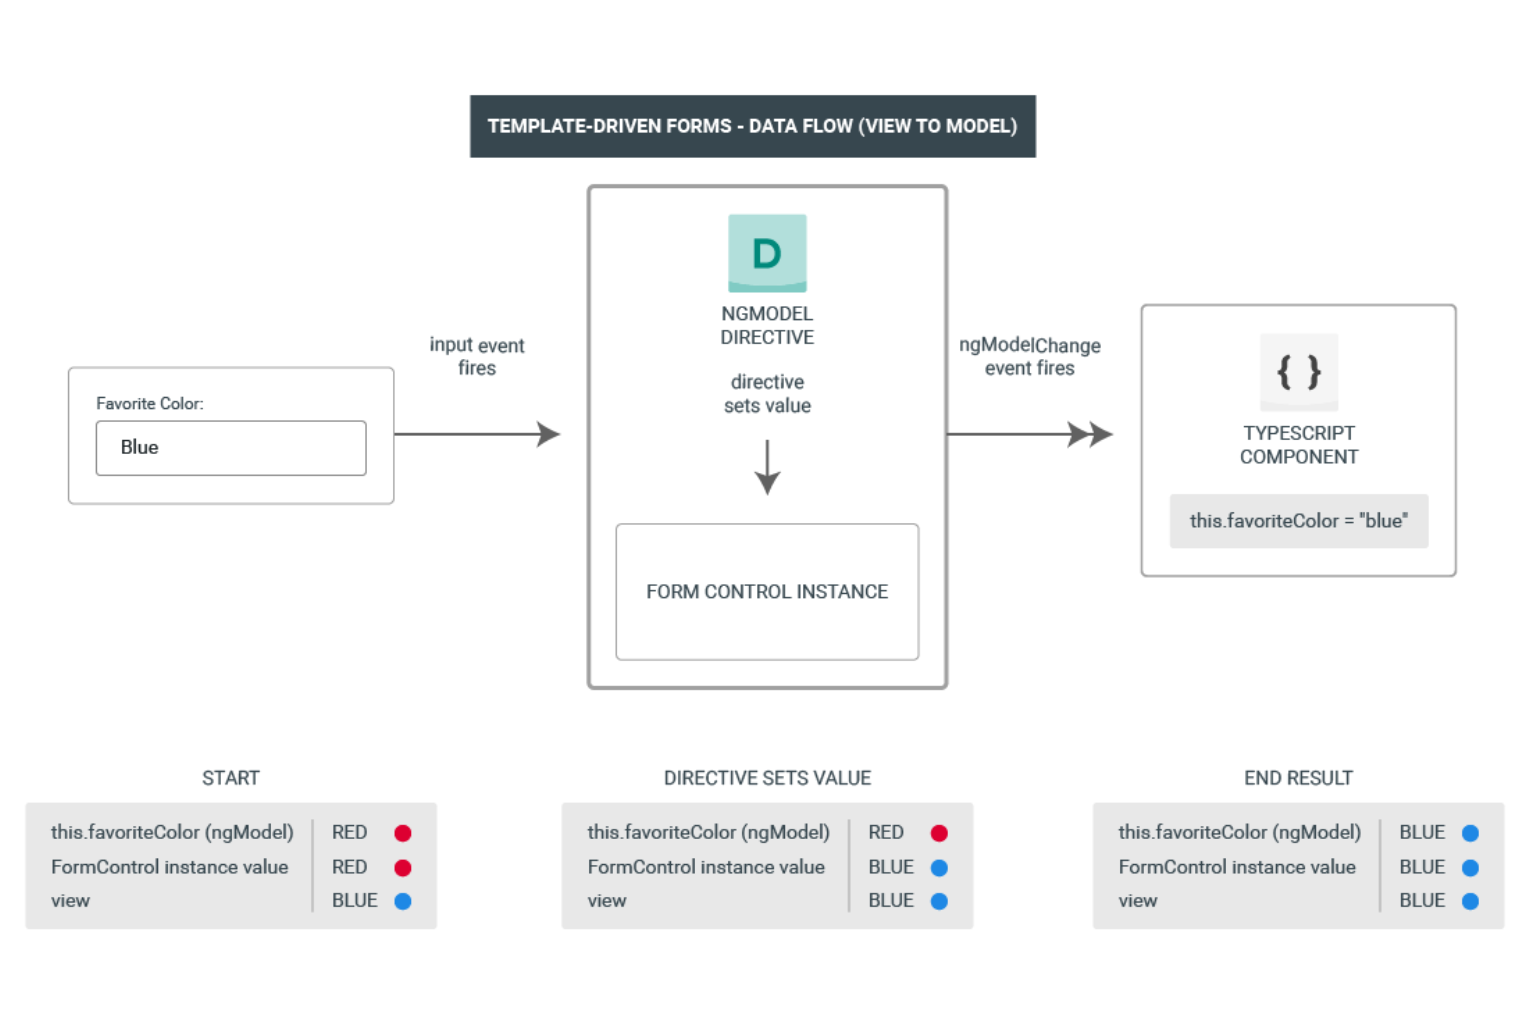 TEMPLATE-DRIVEN FORMS - DATA FLOW (VIEW TO MODEL)
Favorite Color:
Blue
input event
fires
D
NGMODEL
DIRECTIVE
directive
sets value
FORM CONTROL INSTANCE
ngModelChange
event fires
{ }
TYPESCRIPT
COMPONENT
this.favoriteColor = "blue"
START
this.favoriteColor (ngModel) RED
FormControl instance value RED
view BLUE
DIRECTIVE SETS VALUE
this.favoriteColor (ngModel) RED
FormControl instance value BLUE
view BLUE
END RESULT
this.favoriteColor (ngModel) BLUE
FormControl instance value BLUE
view BLUE